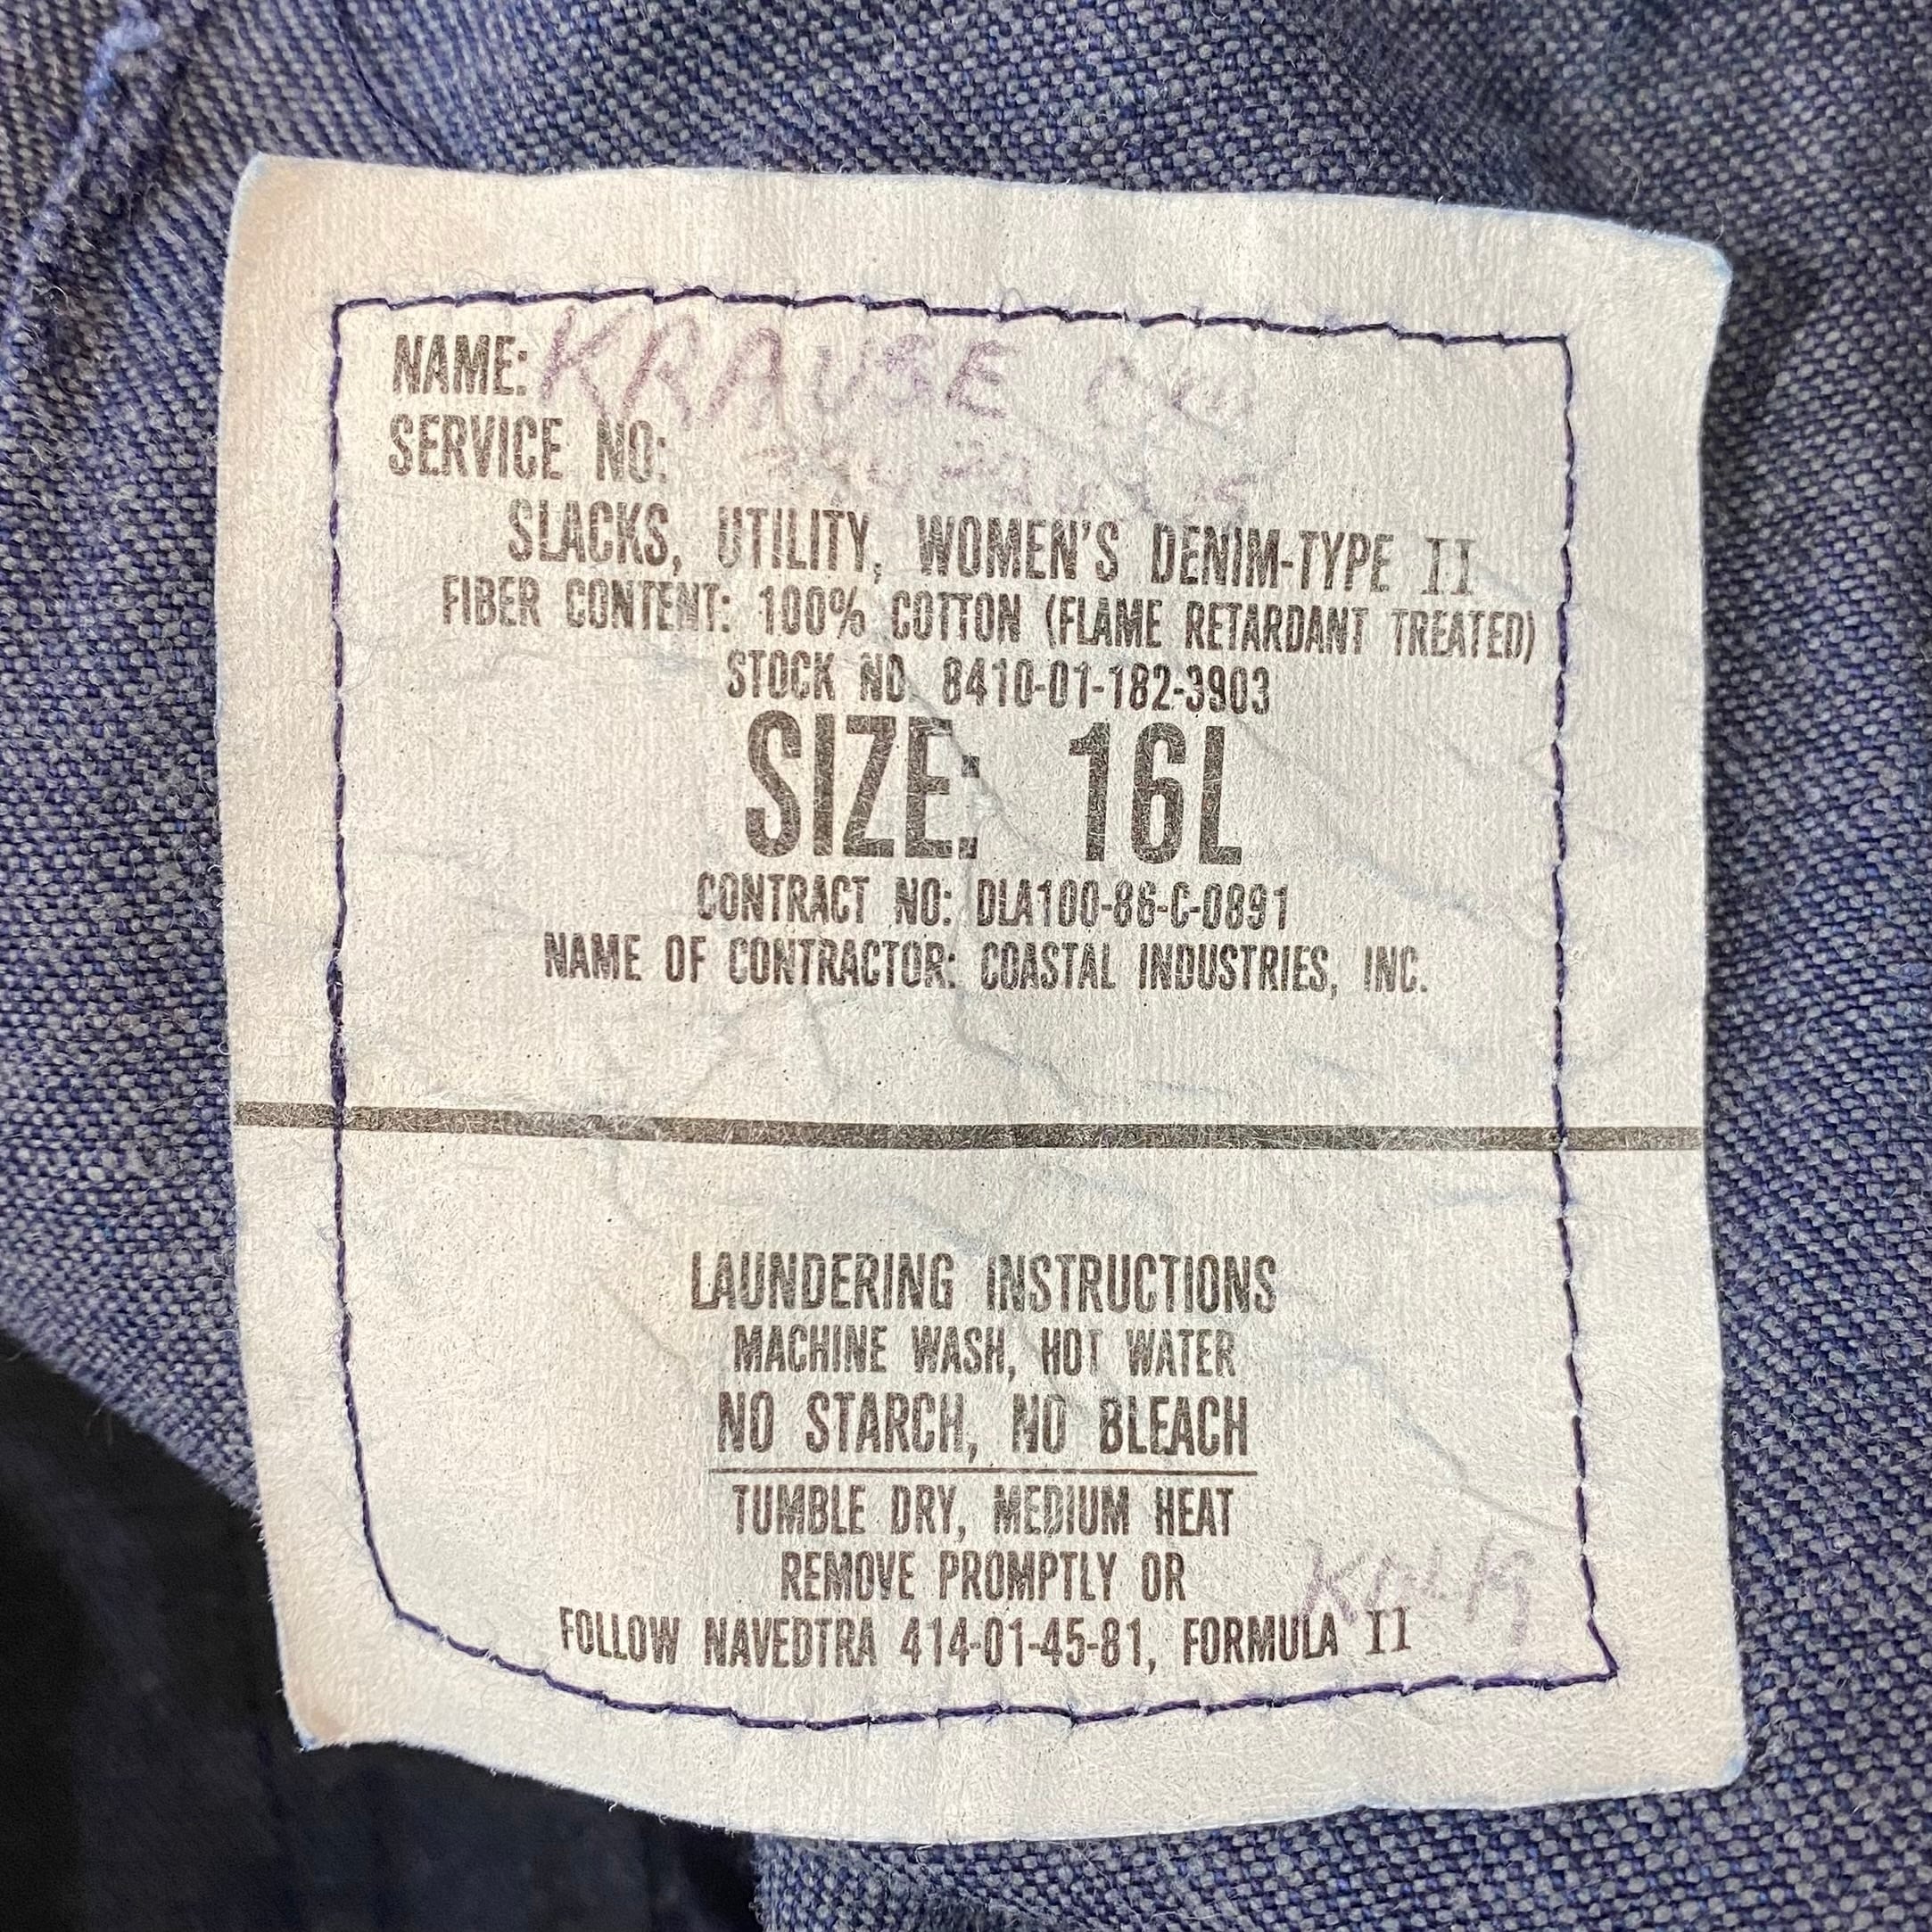 NAME: KRAUSE
SERVICE NO:
SLACKS, UTILITY, WOMEN'S DENIM-TYPE II
FIBER CONTENT: 100% COTTON (FLAME RETARDANT TREATED)
STOCK NO. 8410-01-182-3903
SIZE: 16L
CONTRACT NO: DLA100-86-C-0891
NAME OF CONTRACTOR: COASTAL INDUSTRIES, INC.
LAUNDERING INSTRUCTIONS
MACHINE WASH, HOT WATER
NO STARCH, NO BLEACH
TUMBLE DRY, MEDIUM HEAT
REMOVE PROMPTLY OR
FOLLOW NAVEDTRA 414-01-45-81, FORMULA II